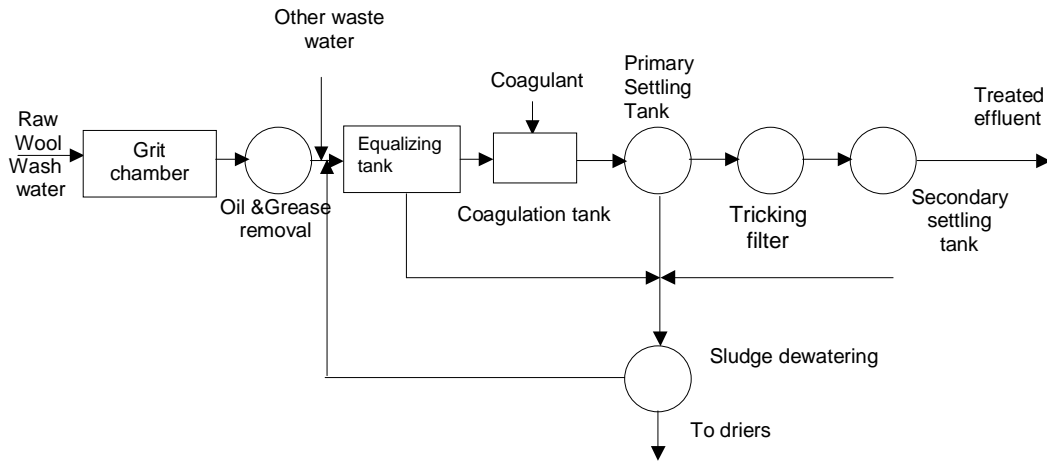 Other waste
water
Raw
Wool
Wash
water
Grit
chamber
Oil &Grease
removal
Equalizing
tank
Coagulant
Coagulation tank
Primary
Settling
Tank
Tricking
filter
Treated
effluent
Secondary
settling
tank
Sludge dewatering
To driers